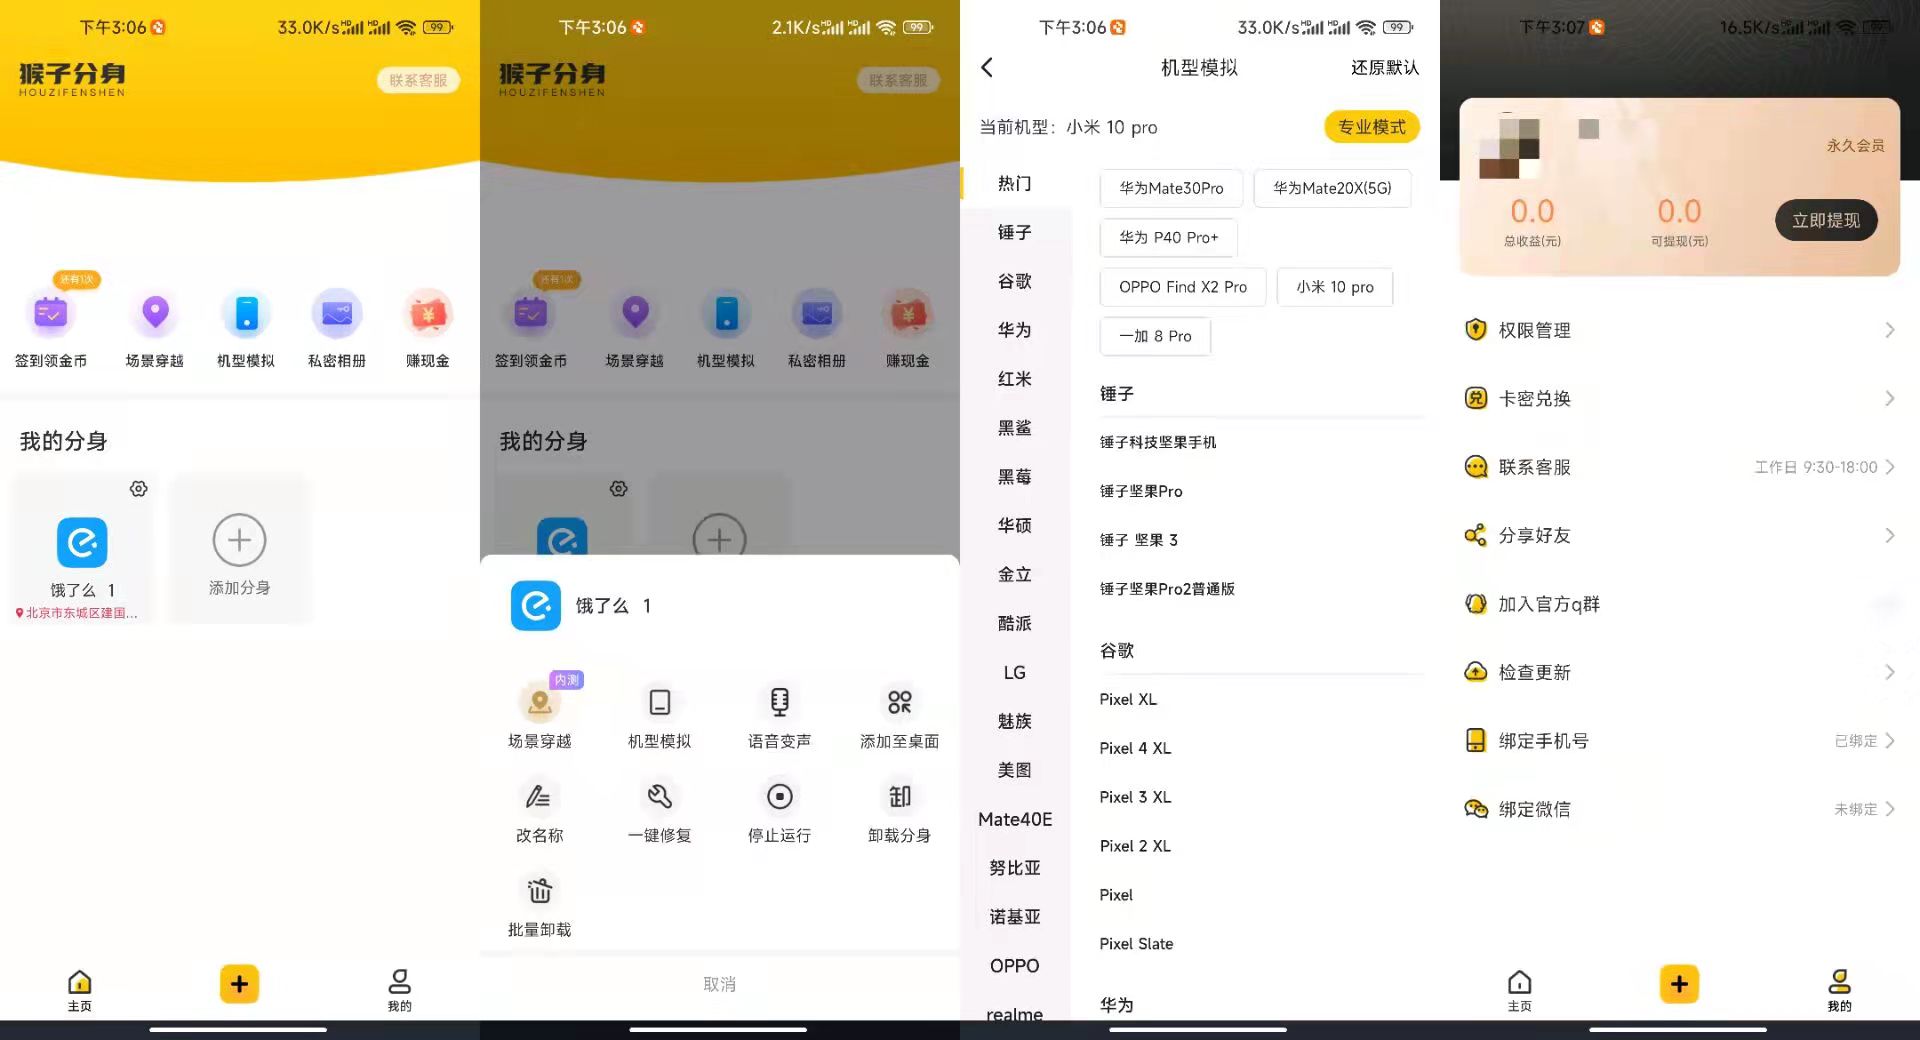 下午3:06
33.0K/s
99
猴子分身
HOUZIFENSHEN
联系客服
还有1次
签到领金币
场景穿越
机型模拟
私密相册
赚现金
我的分身
饿了么 1
北京市东城区建国...
添加分身
主页
我的
下午3:06
2.1K/s
99
猴子分身
HOUZIFENSHEN
联系客服
还有1次
签到领金币
场景穿越
机型模拟
私密相册
赚现金
我的分身
饿了么 1
内测
场景穿越
机型模拟
语音变声
添加至桌面
改名称
一键修复
停止运行
卸
卸载分身
批量卸载
取消
下午3:06
33.0K/s
99
机型模拟
还原默认
当前机型：小米 10 pro
专业模式
热门
锤子
谷歌
华为
红米
黑鲨
黑莓
华硕
金立
酷派
LG
魅族
美图
Mate40E
努比亚
诺基亚
OPPO
realme
华为Mate30Pro
华为Mate20X(5G)
华为 P40 Pro+
OPPO Find X2 Pro
小米 10 pro
一加 8 Pro
锤子
锤子科技坚果手机
锤子坚果Pro
锤子 坚果 3
锤子坚果Pro2普通版
谷歌
Pixel XL
Pixel 4 XL
Pixel 3 XL
Pixel 2 XL
Pixel
Pixel Slate
华为
下午3:07
16.5K/s
99
永久会员
0.0
总收益(元)
0.0
可提现(元)
立即提现
权限管理
兑
卡密兑换
联系客服
工作日 9:30-18:00
分享好友
加入官方q群
检查更新
绑定手机号
已绑定
绑定微信
未绑定
主页
我的